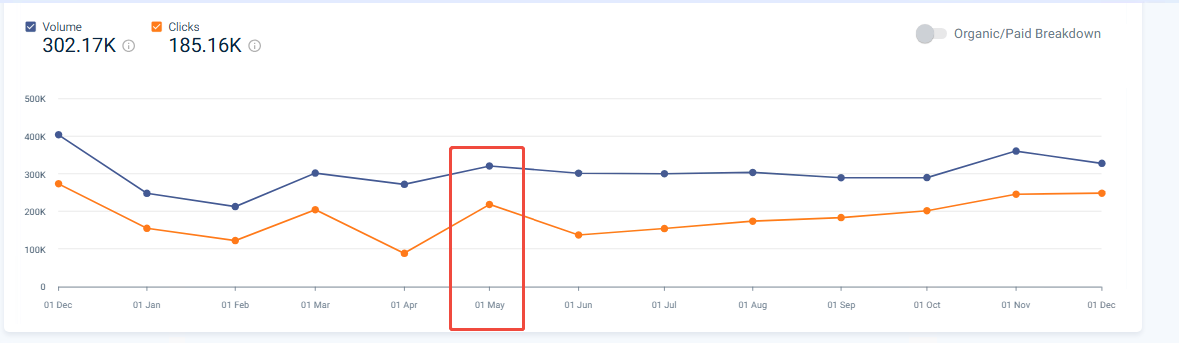 Volume Clicks
302.17K 185.16K
Organic/Paid Breakdown
500K
400K
300K
200K
100K
0
01 Dec 01 Jan 01 Feb 01 Mar 01 Apr 01 May 01 Jun 01 Jul 01 Aug 01 Sep 01 Oct 01 Nov 01 Dec